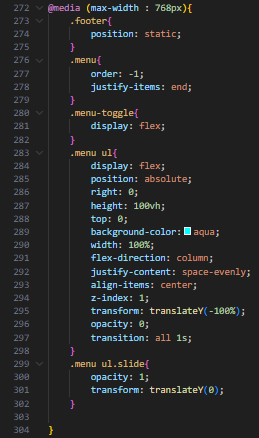 272 @media (max-width : 768px){
273 .footer{
274 position: static;
275 }
276 .menu{
277 order: -1;
278 justify-items: end;
279 }
280 .menu-toggle{
281 display: flex;
282 }
283 .menu ul{
284 display: flex;
285 position: absolute;
286 right: 0;
287 height: 100vh;
288 top: 0;
289 background-color: aqua;
290 width: 100%;
291 flex-direction: column;
292 justify-content: space-evenly;
293 align-items: center;
294 z-index: 1;
295 transform: translateY(-100%);
296 opacity: 0;
297 transition: all 1s;
298 }
299 .menu ul.slide{
300 opacity: 1;
301 transform: translateY(0);
302 }
303
304 }